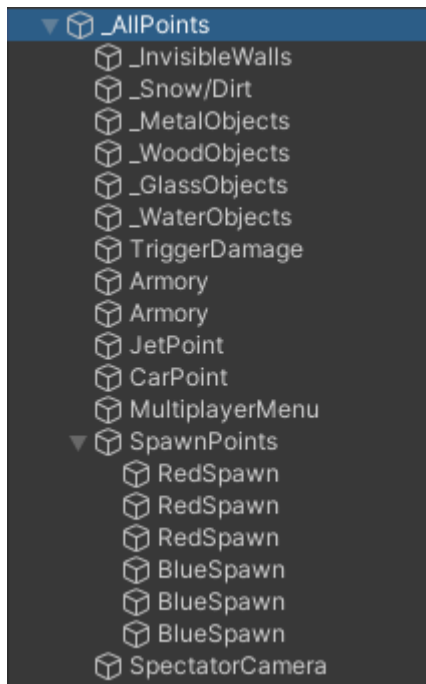 _AllPoints
_InvisibleWalls
_Snow/Dirt
_MetalObjects
_WoodObjects
_GlassObjects
_WaterObjects
TriggerDamage
Armory
Armory
JetPoint
CarPoint
MultiplayerMenu
SpawnPoints
RedSpawn
RedSpawn
RedSpawn
BlueSpawn
BlueSpawn
BlueSpawn
SpectatorCamera